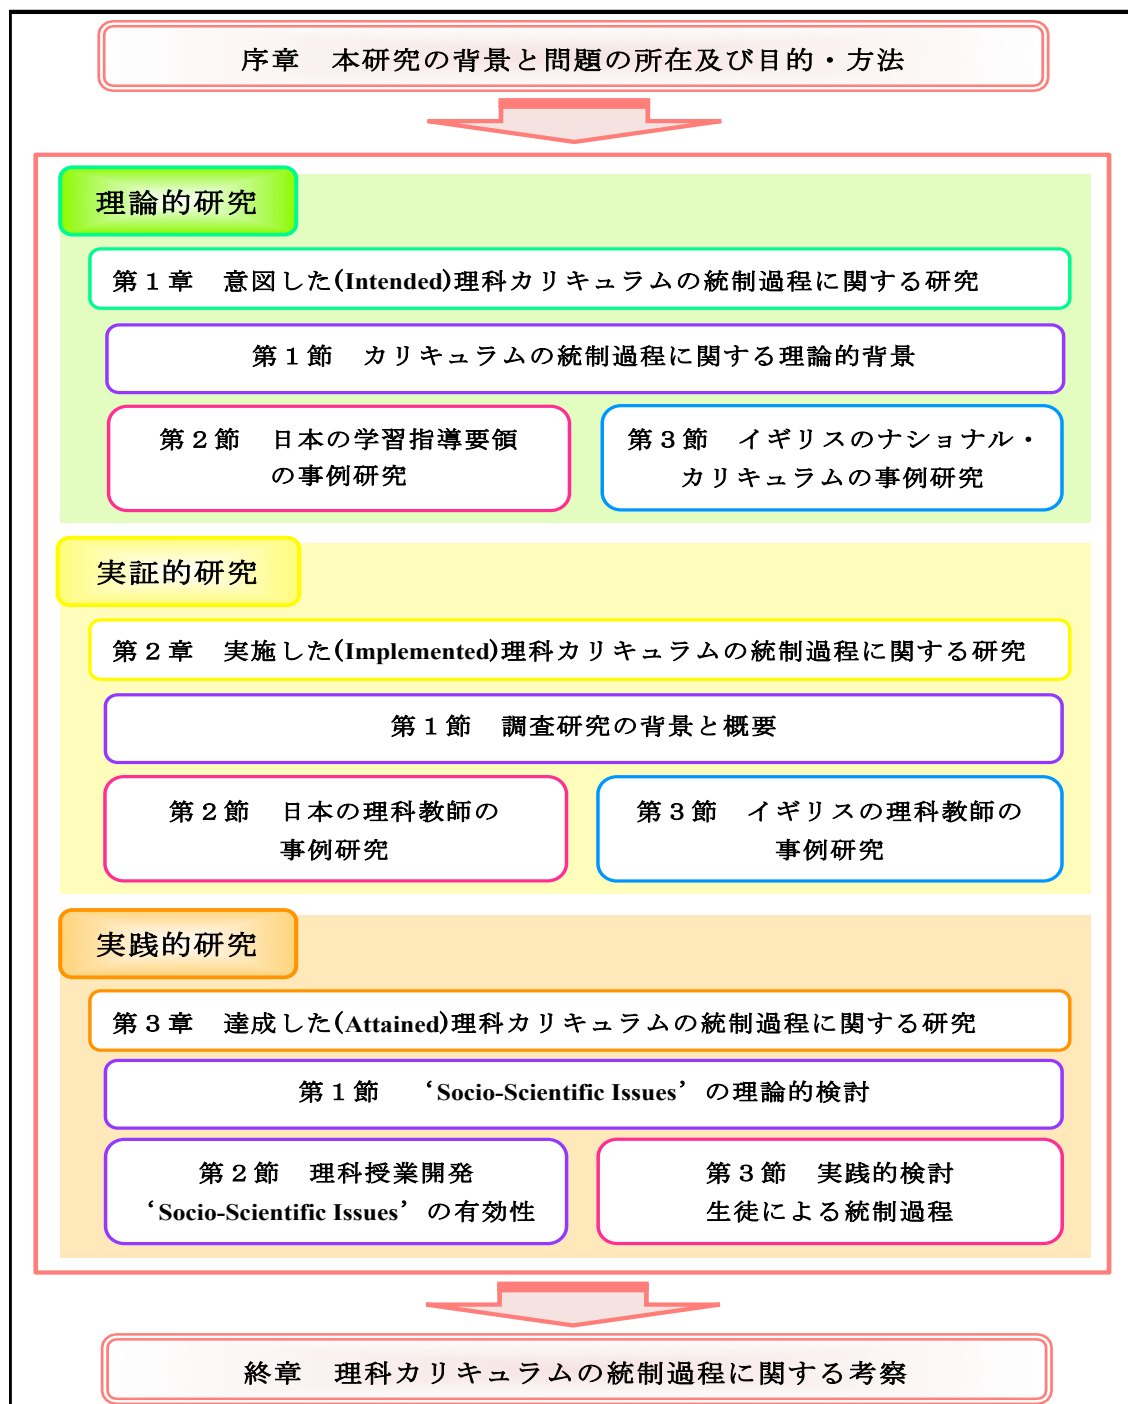 序章　本研究の背景と問題の所在及び目的・方法
理論的研究
第１章　意図した(Intended)理科カリキュラムの統制過程に関する研究
第１節　カリキュラムの統制過程に関する理論的背景
第２節　日本の学習指導要領
の事例研究
第３節　イギリスのナショナル・
カリキュラムの事例研究
実証的研究
第２章　実施した(Implemented)理科カリキュラムの統制過程に関する研究
第１節　調査研究の背景と概要
第２節　日本の理科教師の
事例研究
第３節　イギリスの理科教師の
事例研究
実践的研究
第３章　達成した(Attained)理科カリキュラムの統制過程に関する研究
第１節　‘Socio-Scientific Issues’の理論的検討
第２節　理科授業開発
‘Socio-Scientific Issues’の有効性
第３節　実践的検討
生徒による統制過程
終章　理科カリキュラムの統制過程に関する考察